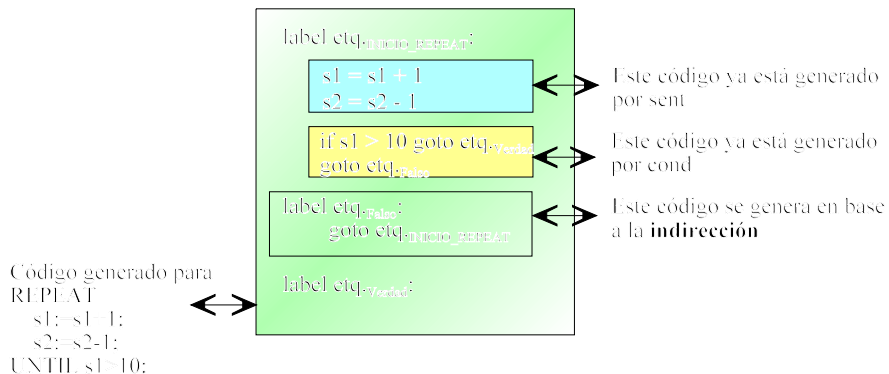 label etq.INICIO_REPEAT:
s1 = s1 + 1
s2 = s2 - 1
Este código ya está generado
por sent
if s1 > 10 goto etq.Verdad
goto etq.Falso
Este código ya está generado
por cond
label etq.Falso:
goto etq.INICIO_REPEAT
Este código se genera en base
a la indirección
label etq.Verdad:
Código generado para
REPEAT
s1:=s1+1;
s2:=s2-1;
UNTIL s1>10;